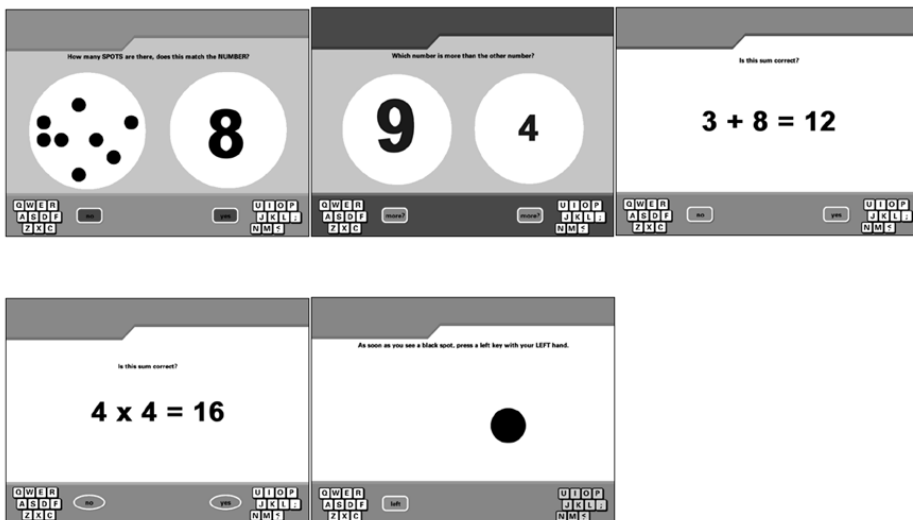 How many SPOTS are there, does this match the NUMBER?
8
Q W E R
A S D F
Z X C
no
yes
U I O P
J K L ;
N M <
Which number is more than the other number?
9 4
Q W E R
A S D F
Z X C
more?
more?
U I O P
J K L ;
N M <
Is this sum correct?
3 + 8 = 12
Q W E R
A S D F
Z X C
no
yes
U I O P
J K L ;
N M <
Is this sum correct?
4 x 4 = 16
Q W E R
A S D F
Z X C
no
yes
U I O P
J K L ;
N M <
As soon as you see a black spot, press a left key with your LEFT hand.
Q W E R
A S D F
Z X C
left
U I O P
J K L ;
N M <